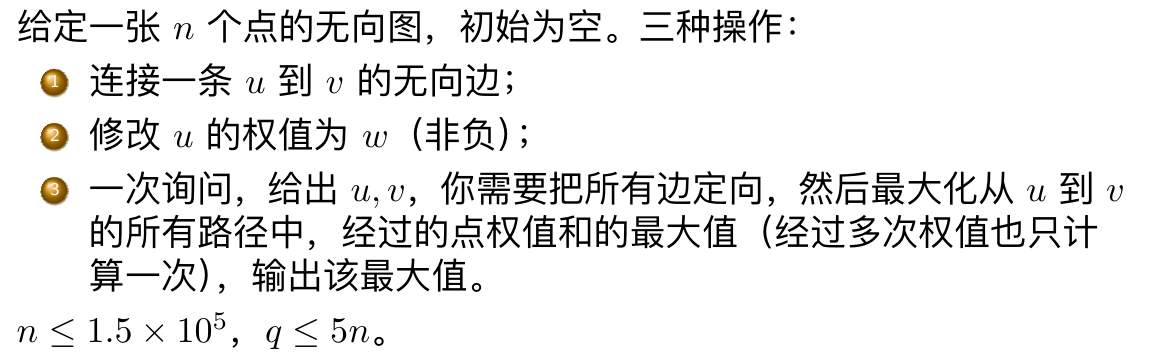 给定一张 n 个点的无向图，初始为空。三种操作：
1 连接一条 u 到 v 的无向边；
2 修改 u 的权值为 w（非负）；
3 一次询问，给出 u, v，你需要把所有边定向，然后最大化从 u 到 v
的所有路径中，经过的点权值和的最大值（经过多次权值也只计
算一次），输出该最大值。
n ≤ 1.5 × 10⁵，q ≤ 5n。